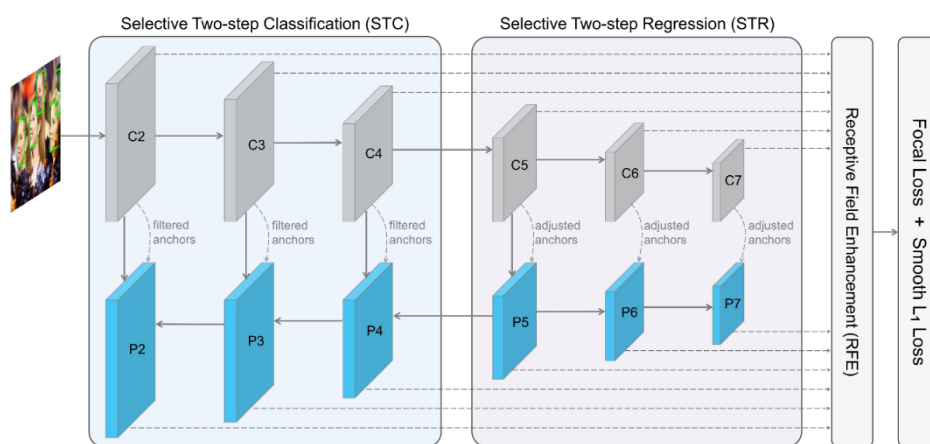 Selective Two-step Classification (STC)
Selective Two-step Regression (STR)
C2
C3
C4
C5
C6
C7
filtered
anchors
filtered
anchors
filtered
anchors
adjusted
anchors
adjusted
anchors
adjusted
anchors
P2
P3
P4
P5
P6
P7
Receptive Field Enhancement (RFE)
Focal Loss + Smooth L₁ Loss